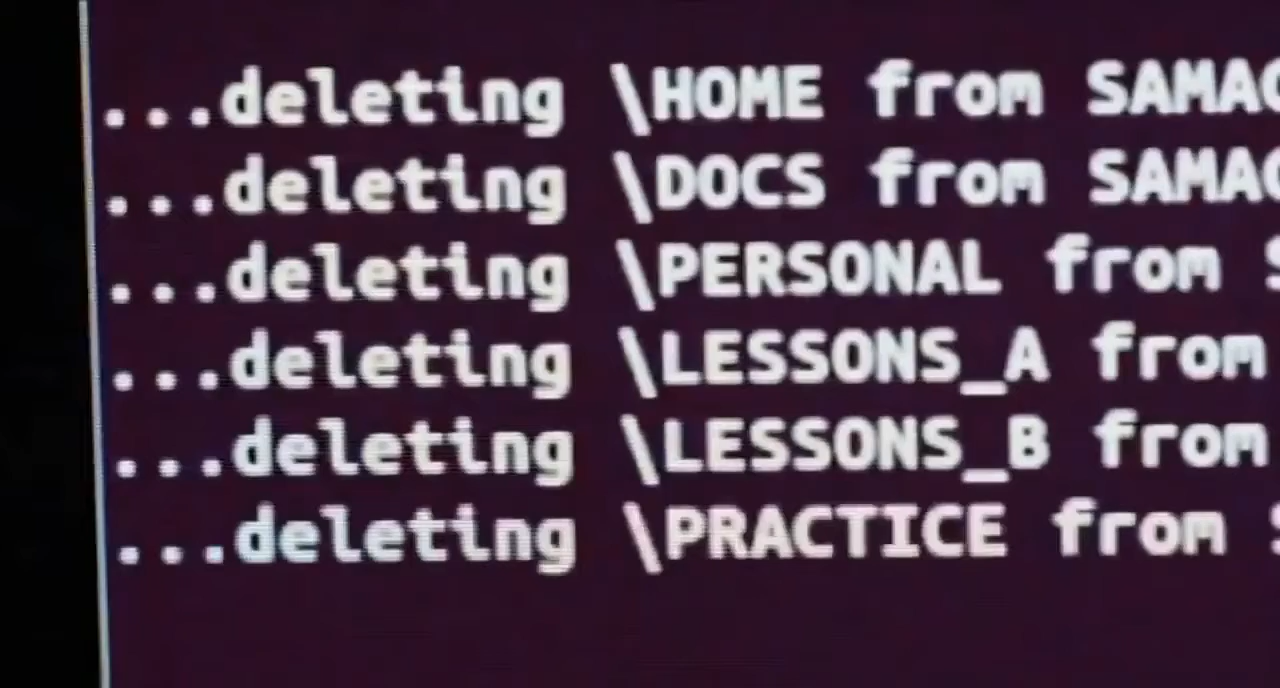 ...deleting \HOME from
...deleting \DOCS from
...deleting \PERSONAL from
...deleting \LESSONS_A from
...deleting \LESSONS_B from
...deleting \PRACTICE from